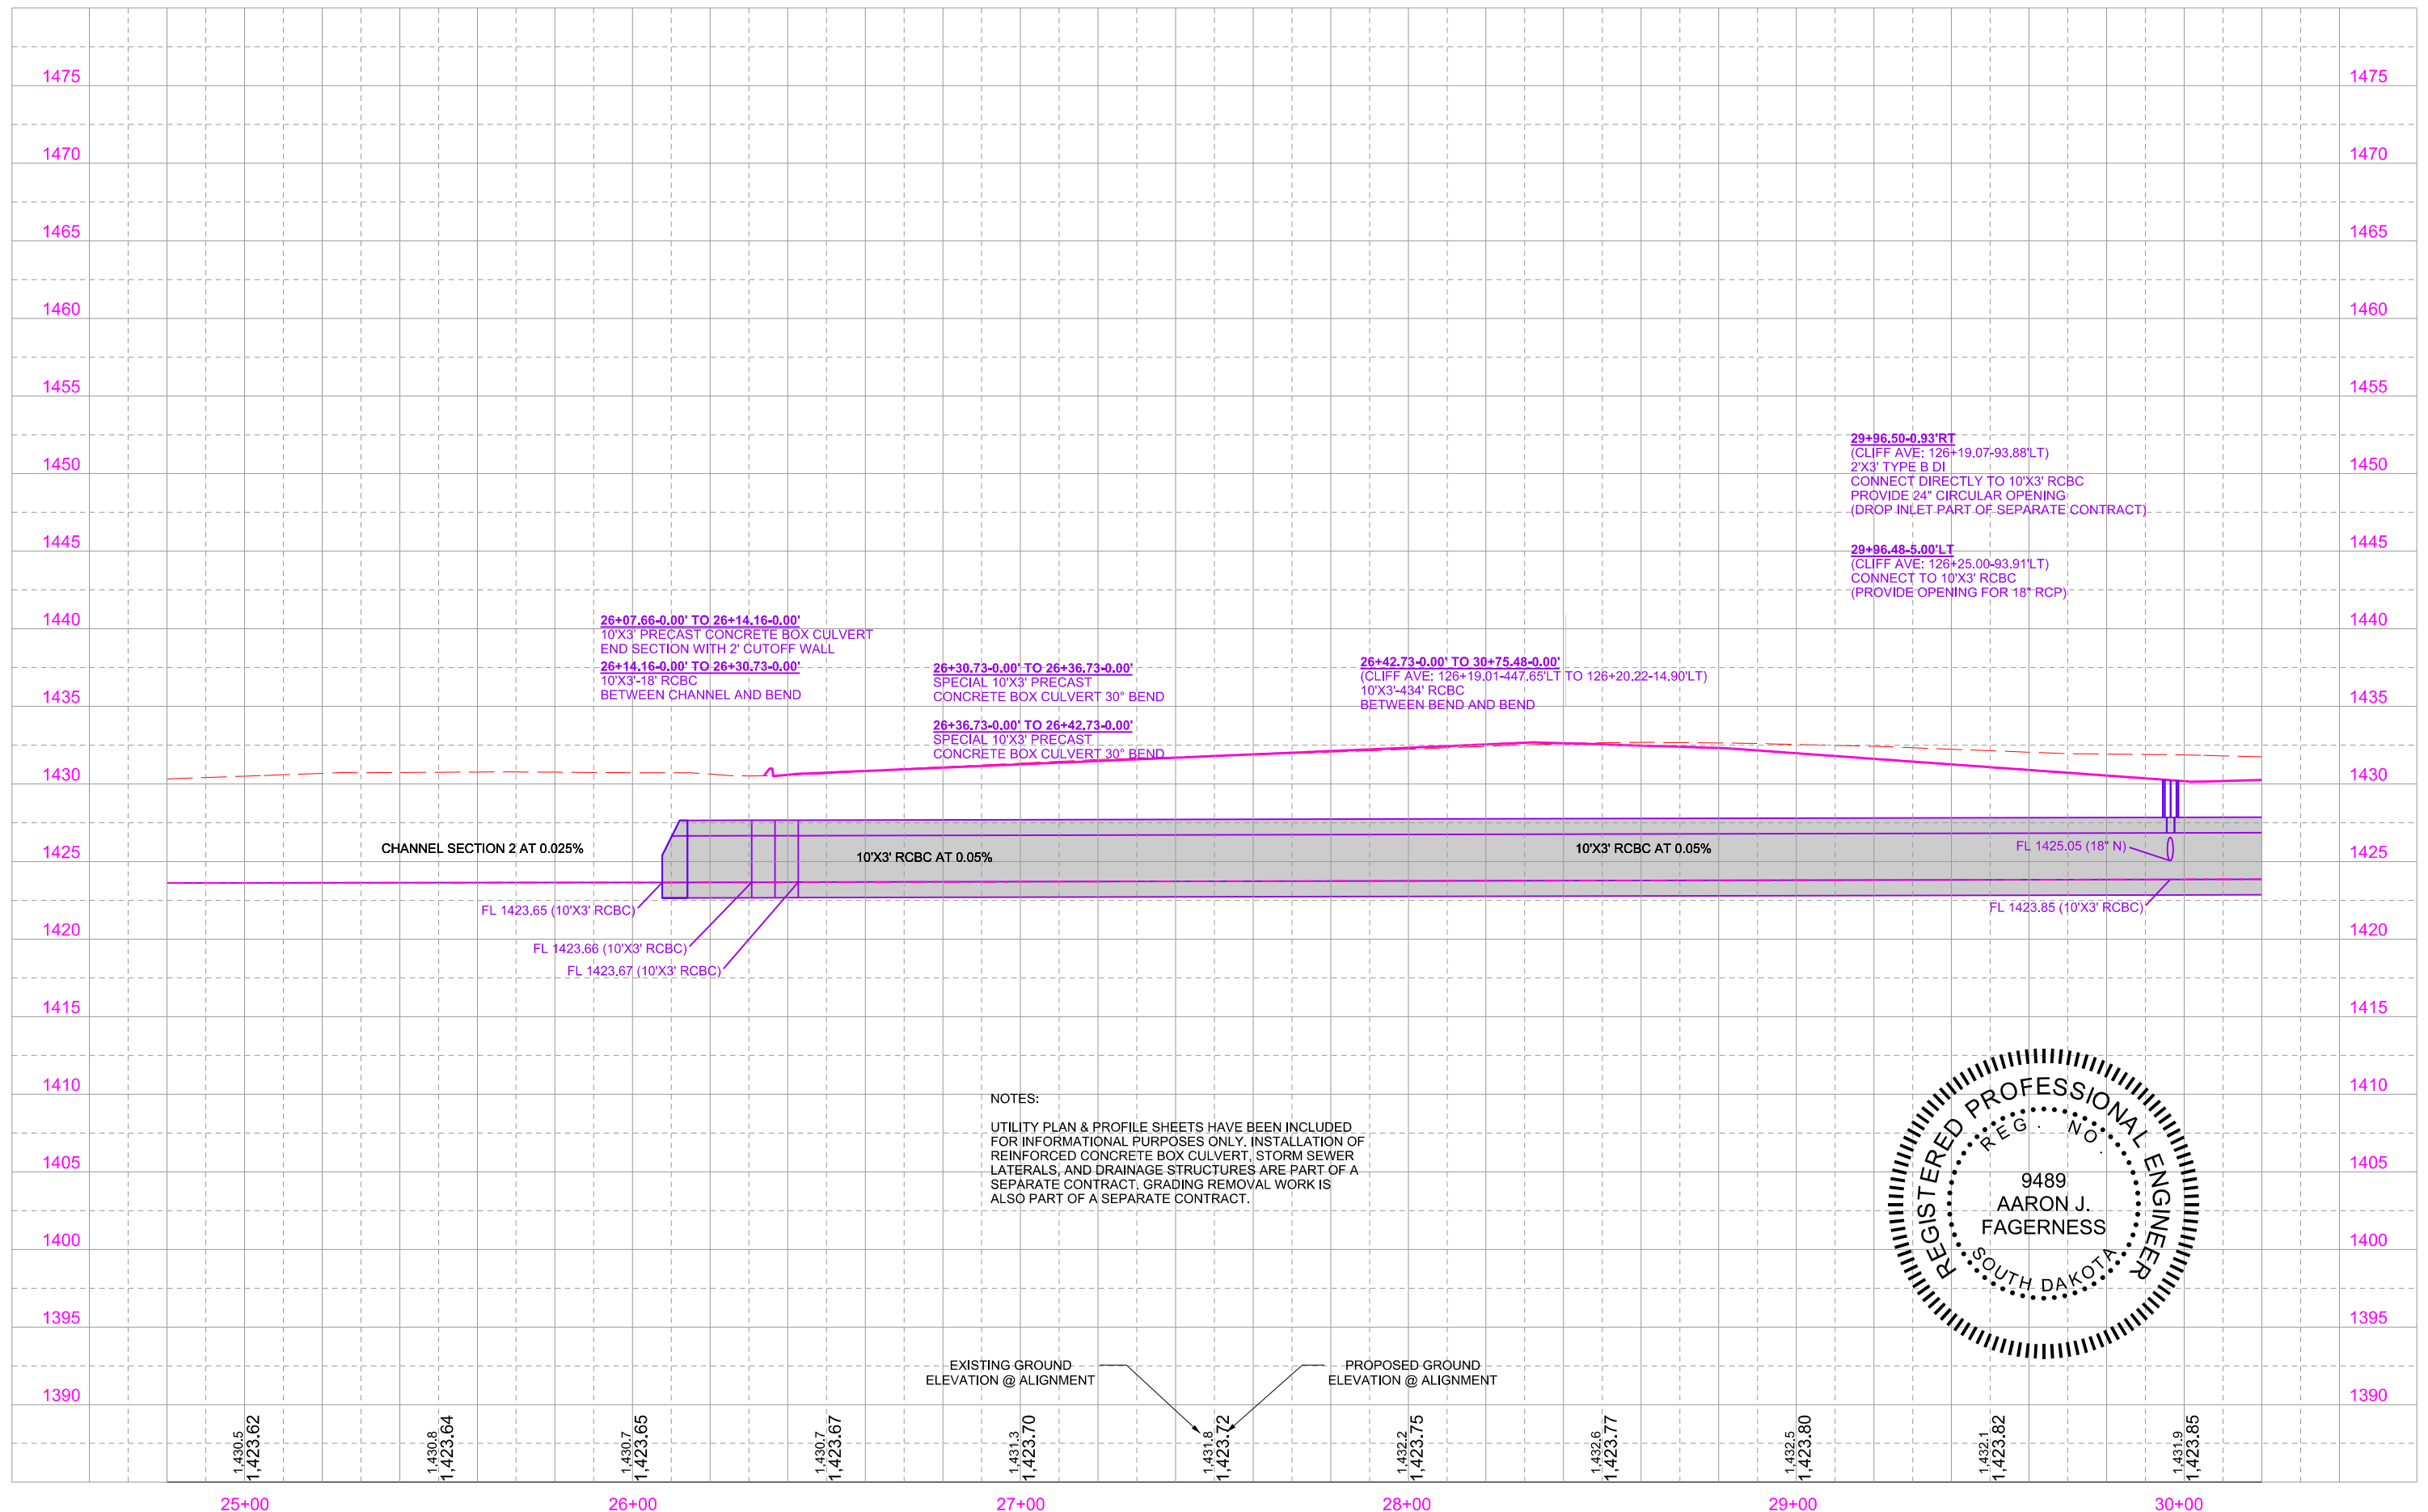 1475 1475
1470 1470
1465 1465
1460 1460
1455 1455
1450 1450
1445 1445
1440 1440
1435 1435
1430 1430
1425 1425
1420 1420
1415 1415
1410 1410
1405 1405
1400 1400
1395 1395
1390 1390
29+96.50-0.93'RT
(CLIFF AVE: 126+19.07-93.88'LT)
2'X3' TYPE B DI
CONNECT DIRECTLY TO 10'X3' RCBC
PROVIDE 24" CIRCULAR OPENING
(DROP INLET PART OF SEPARATE CONTRACT)
29+96.48-5.00'LT
(CLIFF AVE: 126+25.00-93.91'LT)
CONNECT TO 10'X3' RCBC
(PROVIDE OPENING FOR 18" RCP)
26+07.66-0.00' TO 26+14.16-0.00'
10'X3' PRECAST CONCRETE BOX CULVERT
END SECTION WITH 2' CUTOFF WALL
26+14.16-0.00' TO 26+30.73-0.00'
10'X3'-18' RCBC
BETWEEN CHANNEL AND BEND
26+30.73-0.00' TO 26+36.73-0.00'
SPECIAL 10'X3' PRECAST
CONCRETE BOX CULVERT 30° BEND
26+36.73-0.00' TO 26+42.73-0.00'
SPECIAL 10'X3' PRECAST
CONCRETE BOX CULVERT 30° BEND
26+42.73-0.00' TO 30+75.48-0.00'
(CLIFF AVE: 126+19.01-447.65'LT TO 126+20.22-14.90'LT)
10'X3'-434' RCBC
BETWEEN BEND AND BEND
CHANNEL SECTION 2 AT 0.025%
10'X3' RCBC AT 0.05%
10'X3' RCBC AT 0.05%
FL 1425.05 (18" N)
FL 1423.65 (10'X3' RCBC)
FL 1423.66 (10'X3' RCBC)
FL 1423.67 (10'X3' RCBC)
FL 1423.85 (10'X3' RCBC)
NOTES:
UTILITY PLAN & PROFILE SHEETS HAVE BEEN INCLUDED
FOR INFORMATIONAL PURPOSES ONLY. INSTALLATION OF
REINFORCED CONCRETE BOX CULVERT, STORM SEWER
LATERALS, AND DRAINAGE STRUCTURES ARE PART OF A
SEPARATE CONTRACT. GRADING REMOVAL WORK IS
ALSO PART OF A SEPARATE CONTRACT.
REGISTERED PROFESSIONAL ENGINEER
REG. NO.
9489
AARON J.
FAGERNESS
SOUTH DAKOTA
EXISTING GROUND
ELEVATION @ ALIGNMENT
PROPOSED GROUND
ELEVATION @ ALIGNMENT
1,430.5
1,423.62
1,430.8
1,423.64
1,430.7
1,423.65
1,430.7
1,423.67
1,431.3
1,423.70
1,431.8
1,423.72
1,432.2
1,423.75
1,432.6
1,423.77
1,432.5
1,423.80
1,432.1
1,423.82
1,431.9
1,423.85
25+00 26+00 27+00 28+00 29+00 30+00